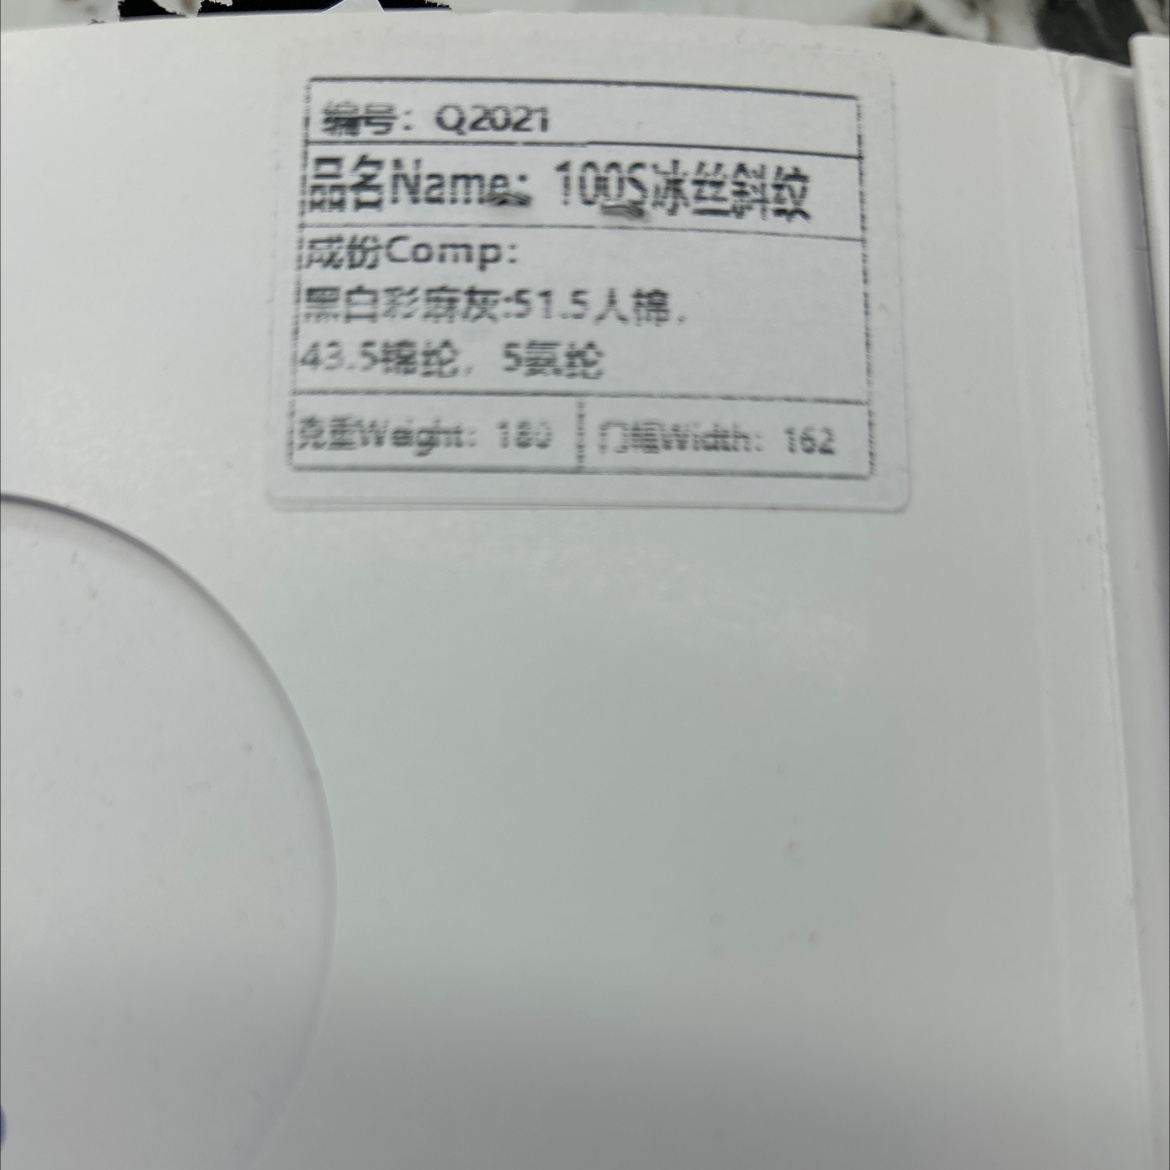 编号：Q2021
品名Name：100S冰丝斜纹
成份Comp：
黑白彩麻灰:51.5人棉，
43.5锦纶，5氨纶
克重Weight：180 门幅Width：162